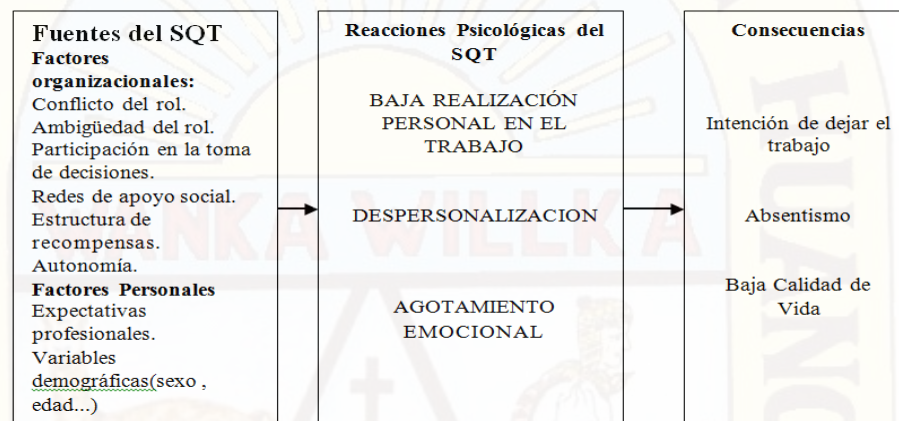 Fuentes del SQT
Factores
organizacionales:
Conflicto del rol.
Ambigüedad del rol.
Participación en la toma
de decisiones.
Redes de apoyo social.
Estructura de
recompensas.
Autonomía.
Factores Personales
Expectativas
profesionales.
Variables
demográficas(sexo ,
edad...)
Reacciones Psicológicas del
SQT
BAJA REALIZACIÓN
PERSONAL EN EL
TRABAJO
DESPERSONALIZACION
AGOTAMIENTO
EMOCIONAL
Consecuencias
Intención de dejar el
trabajo
Absentismo
Baja Calidad de
Vida
WANKA WILLKA
HUANC